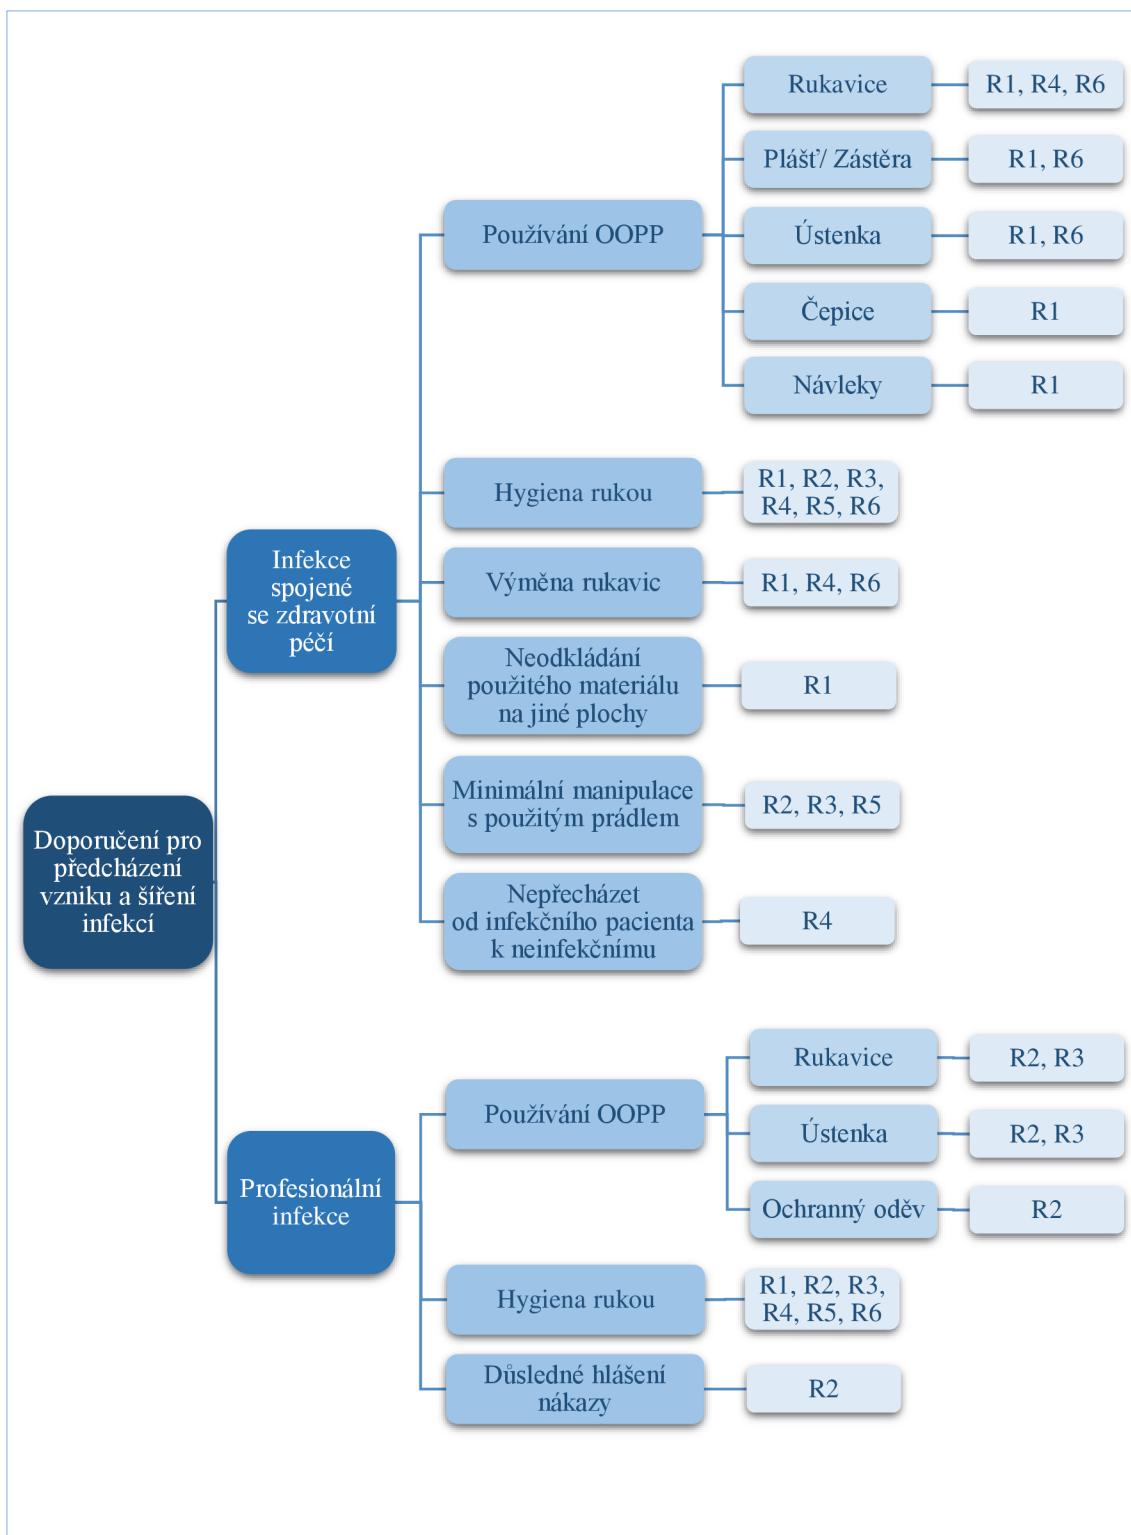 Doporučení pro
předcházení
vzniku a šíření
infekcí
Infekce
spojené
se zdravotní
péčí
Používání OOPP
Rukavice
R1, R4, R6
Plášť/ Zástěra
R1, R6
Ústenka
R1, R6
Čepice
R1
Návleky
R1
Hygiena rukou
R1, R2, R3,
R4, R5, R6
Výměna rukavic
R1, R4, R6
Neodkládání
použitého materiálu
na jiné plochy
R1
Minimální manipulace
s použitým prádlem
R2, R3, R5
Nepřecházet
od infekčního pacienta
k neinfekčnímu
R4
Profesionální
infekce
Používání OOPP
Rukavice
R2, R3
Ústenka
R2, R3
Ochranný oděv
R2
Hygiena rukou
R1, R2, R3,
R4, R5, R6
Důsledné hlášení
nákazy
R2